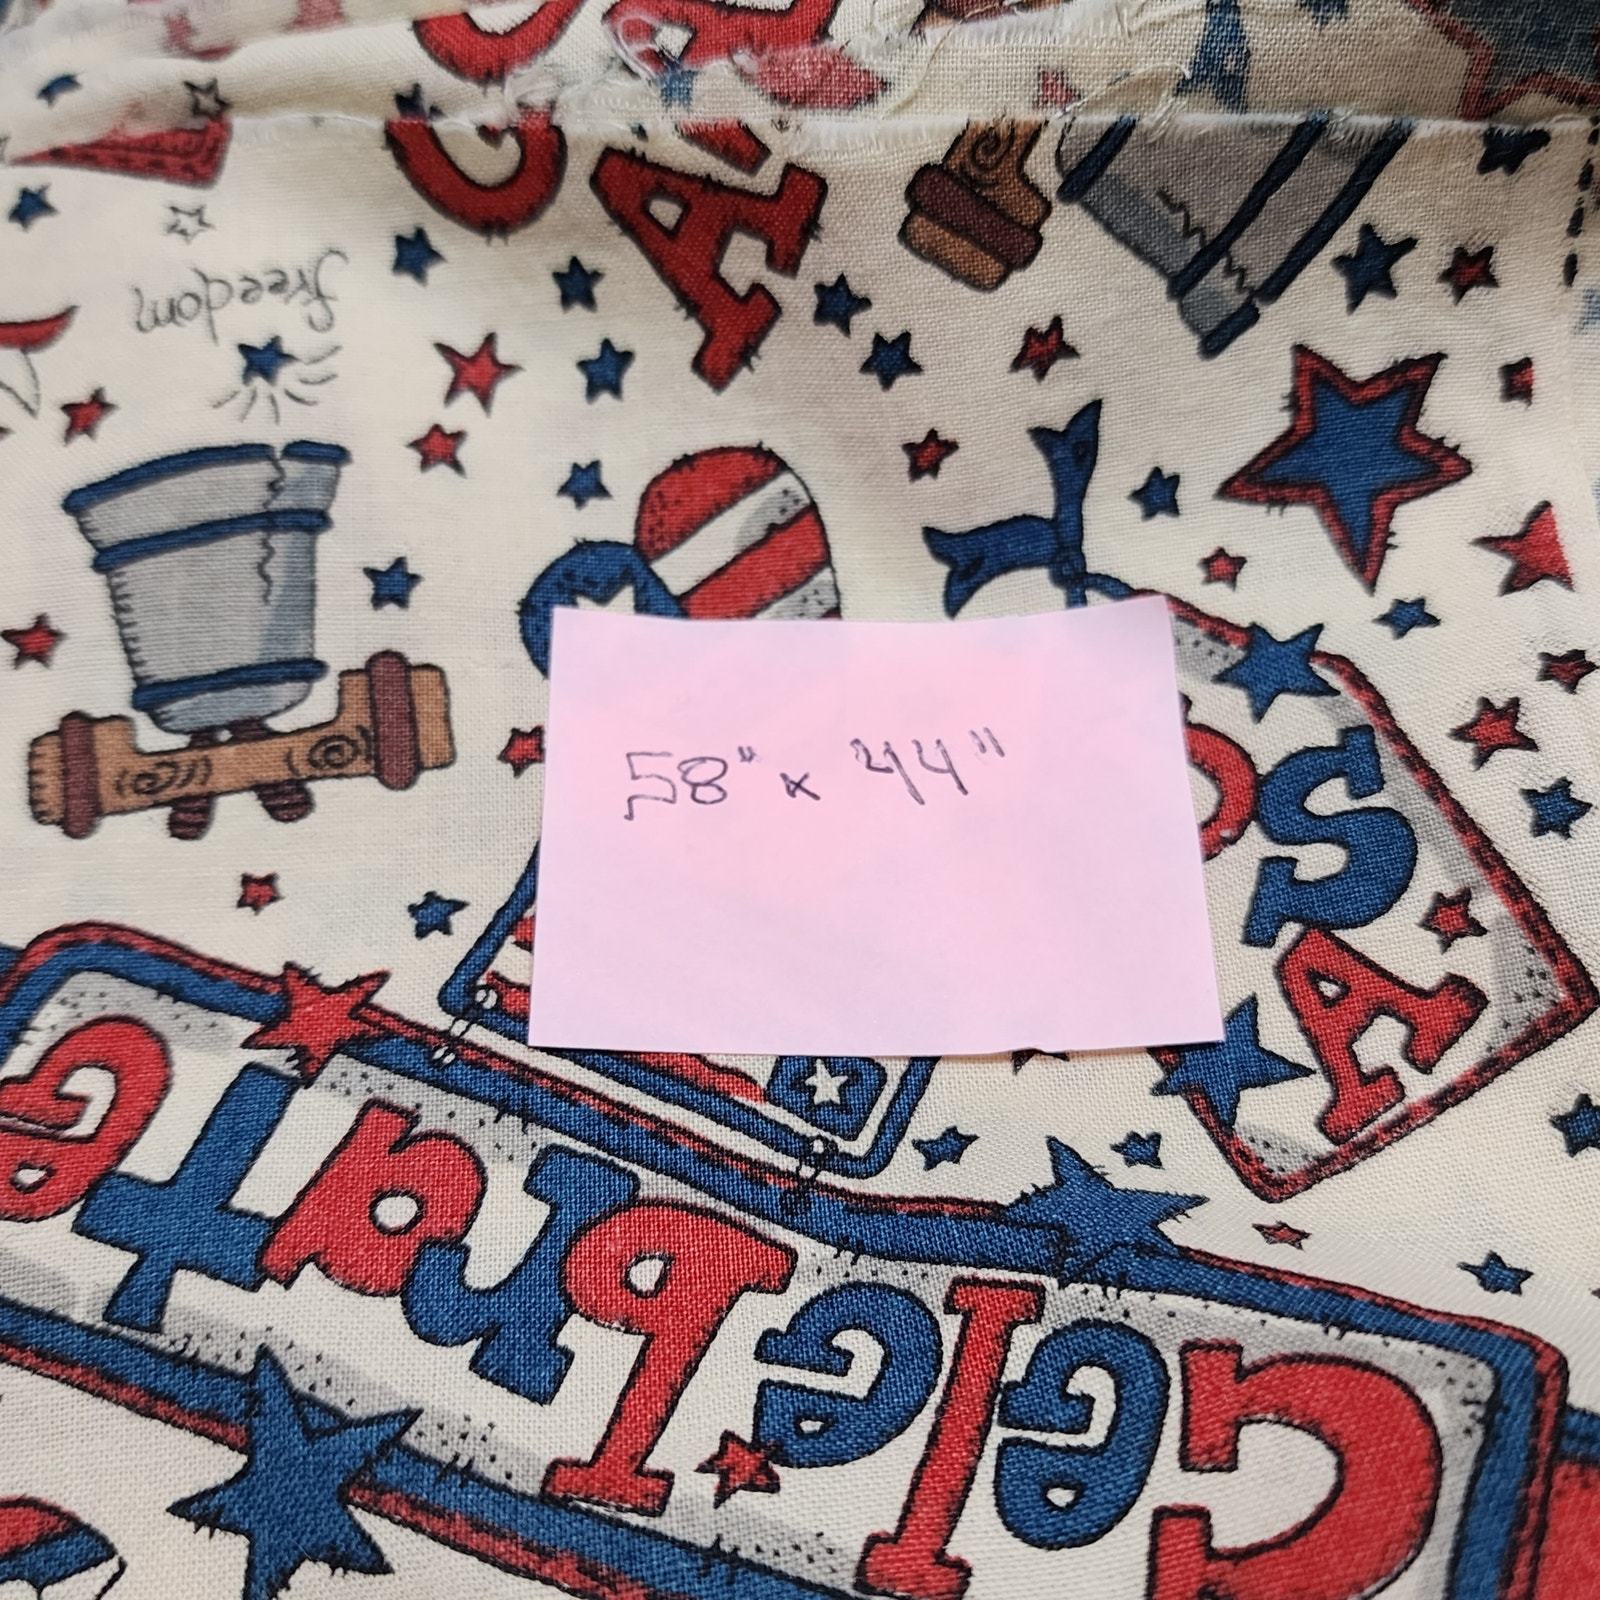 freedom
58" x 44"
USA
Celebrate